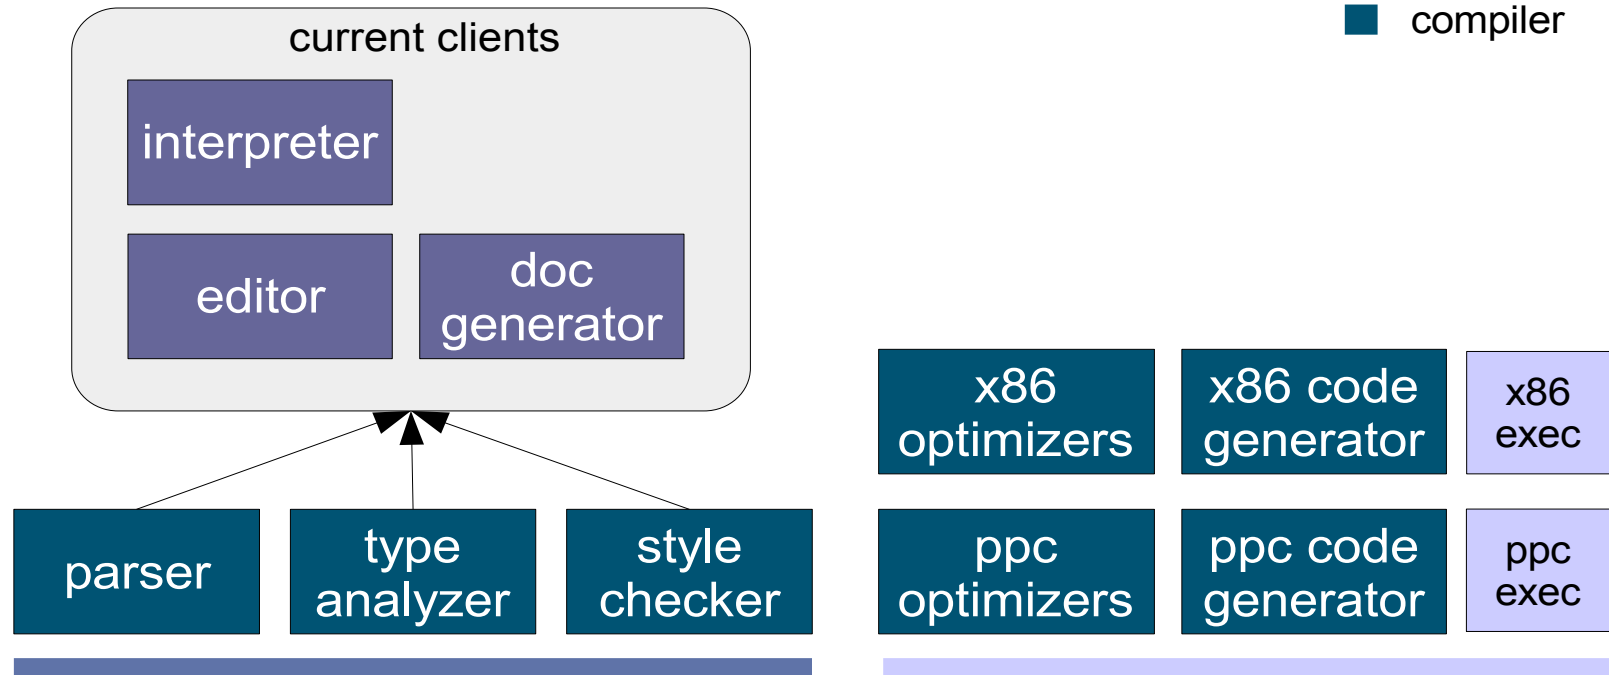 current clients
compiler
interpreter
editor
doc
generator
x86
optimizers
x86 code
generator
x86
exec
parser
type
analyzer
style
checker
ppc
optimizers
ppc code
generator
ppc
exec